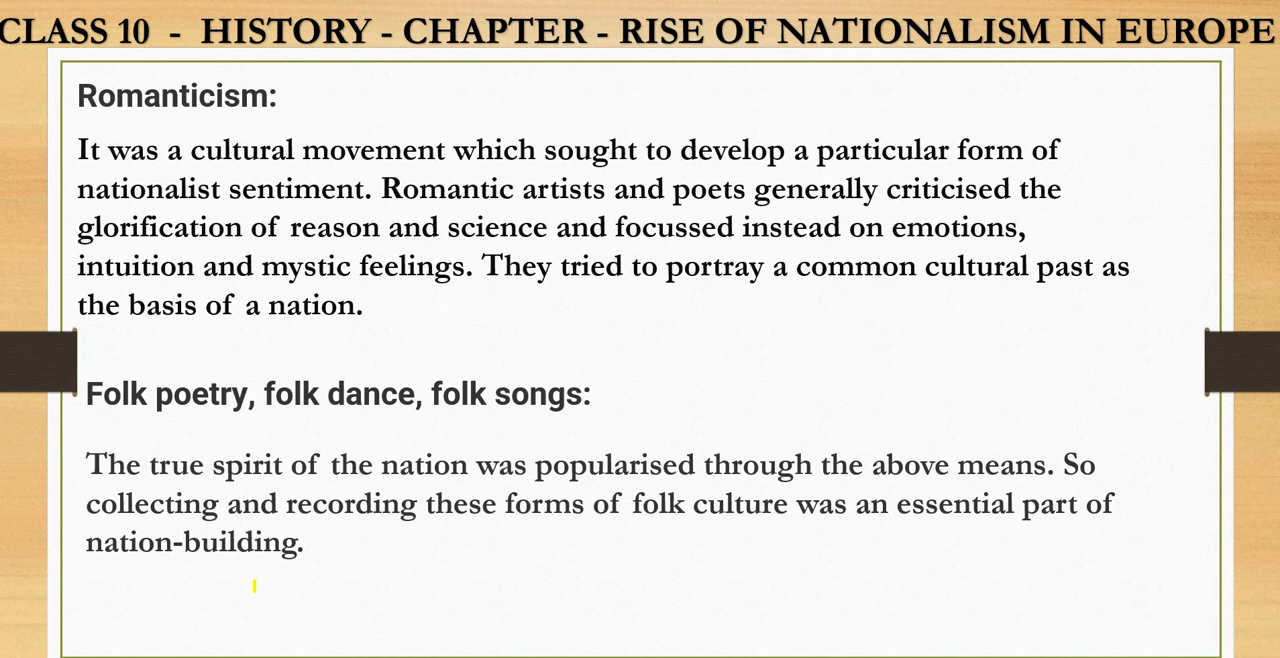 CLASS 10 - HISTORY - CHAPTER - RISE OF NATIONALISM IN EUROPE
Romanticism:
It was a cultural movement which sought to develop a particular form of
nationalist sentiment. Romantic artists and poets generally criticised the
glorification of reason and science and focussed instead on emotions,
intuition and mystic feelings. They tried to portray a common cultural past as
the basis of a nation.
Folk poetry, folk dance, folk songs:
The true spirit of the nation was popularised through the above means. So
collecting and recording these forms of folk culture was an essential part of
nation-building.